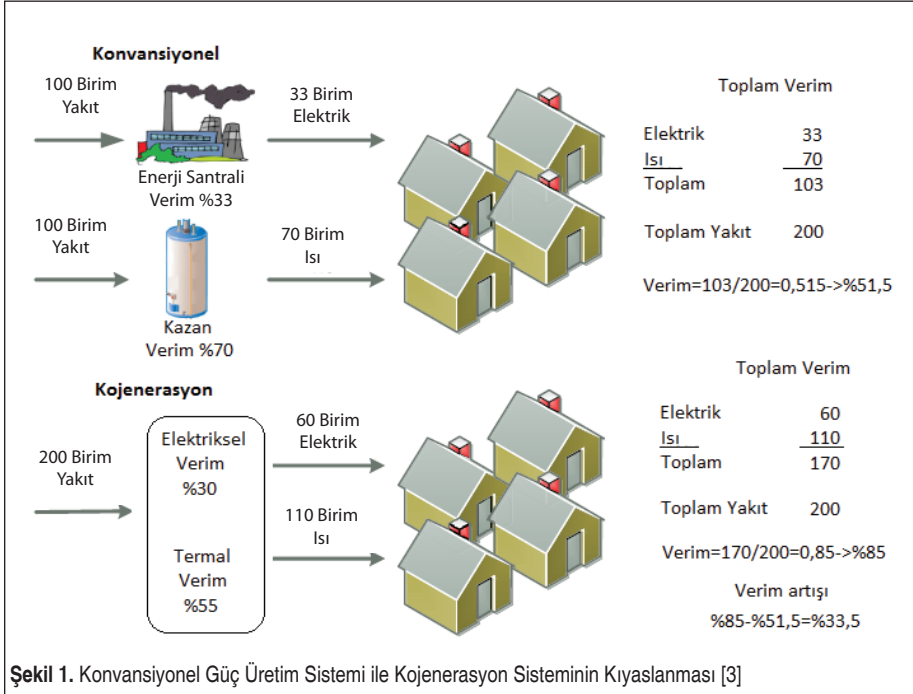 Konvansiyonel
100 Birim
Yakıt
33 Birim
Elektrik
Enerji Santrali
Verim %33
100 Birim
Yakıt
70 Birim
Isı
Kazan
Verim %70
Toplam Verim
Elektrik 33
Isı 70
Toplam 103
Toplam Yakıt 200
Verim=103/200=0,515->%51,5
Kojenerasyon
200 Birim
Yakıt
Elektriksel
Verim
%30
Termal
Verim
%55
60 Birim
Elektrik
110 Birim
Isı
Toplam Verim
Elektrik 60
Isı 110
Toplam 170
Toplam Yakıt 200
Verim=170/200=0,85->%85
Verim artışı
%85-%51,5=%33,5
Şekil 1. Konvansiyonel Güç Üretim Sistemi ile Kojenerasyon Sisteminin Kıyaslanması [3]